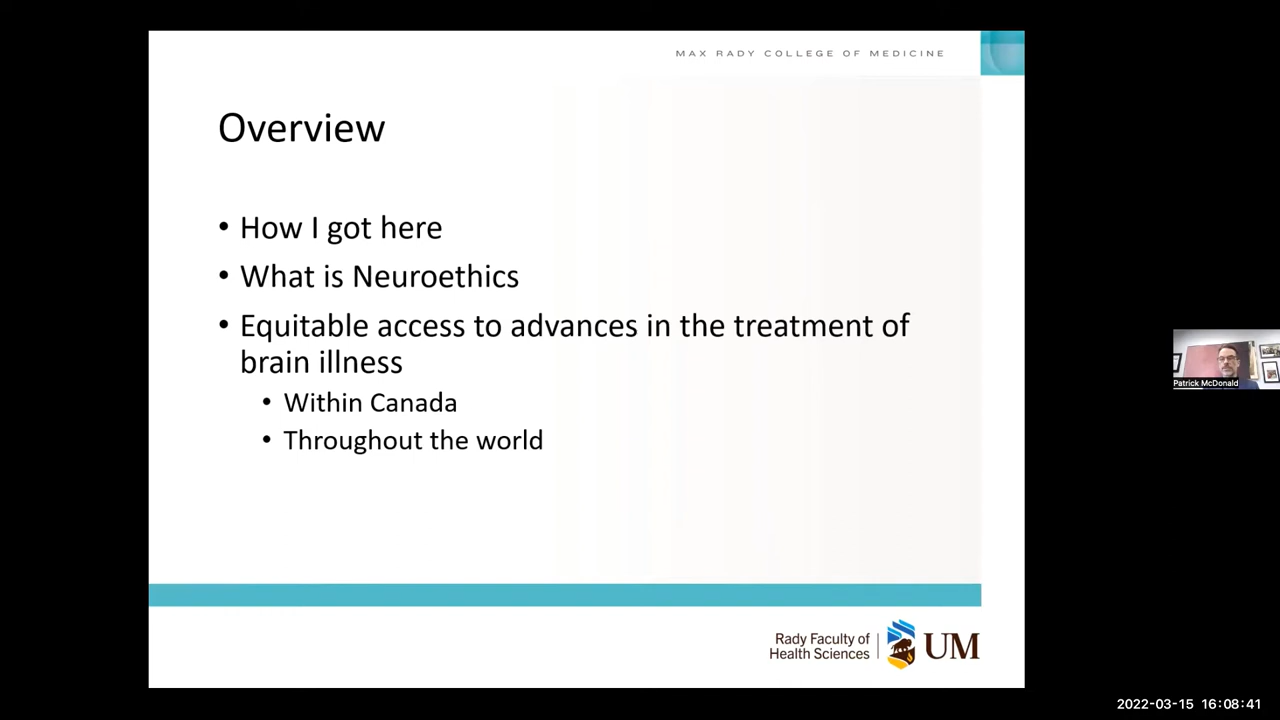 MAX RADY COLLEGE OF MEDICINE
Overview
• How I got here
• What is Neuroethics
• Equitable access to advances in the treatment of
brain illness
• Within Canada
• Throughout the world
Patrick McDonald
Rady Faculty of
Health Sciences
UM
2022-03-15 16:08:41